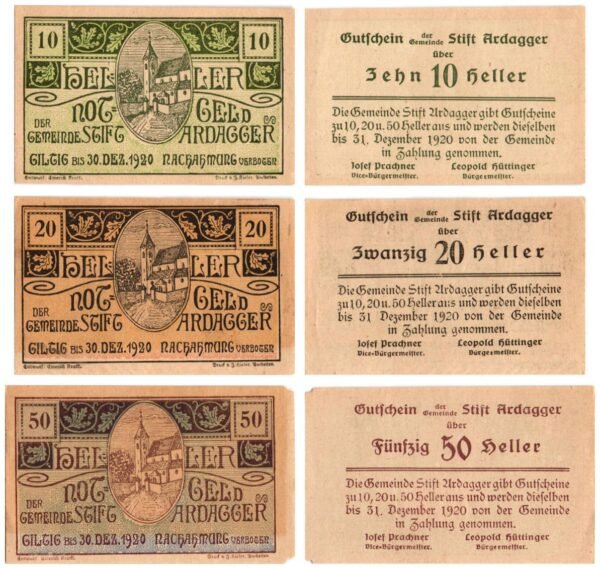 10 10
HEL- LER
NOT- GELD
DER
GEMEINDE STIFT ARDAGGER
GILTIG BIS 30. DEZ. 1920 NACHAHMUNG VERBOTEN
Entwurf: Emmerich
Gutschein der Gemeinde Stift Ardagger
über
Zehn 10 Heller
Die Gemeinde Stift Ardagger gibt Gutscheine
zu 10, 20 u. 50 Heller aus und werden dieselben
bis 31. Dezember 1920 von der Gemeinde
in Zahlung genommen.
Josef Prachner Leopold Hüttinger
Vice-Bürgermeister. Bürgermeister.
20 20
HEL- LER
NOT- GELD
DER
GEMEINDE STIFT ARDAGGER
GILTIG BIS 30. DEZ. 1920 NACHAHMUNG VERBOTEN
Gutschein der Gemeinde Stift Ardagger
über
Zwanzig 20 Heller
Die Gemeinde Stift Ardagger gibt Gutscheine
zu 10, 20 u. 50 Heller aus und werden dieselben
bis 31 Dezember 1920 von der Gemeinde
in Zahlung genommen.
Josef Prachner Leopold Hüttinger
Vice-Bürgermeister. Bürgermeister.
50 50
HEL- LER
NOT- GELD
DER
GEMEINDE STIFT ARDAGGER
GILTIG BIS 30. DEZ. 1920 NACHAHMUNG VERBOTEN
Gutschein der Gemeinde Stift Ardagger
über
Fünfzig 50 Heller
Die Gemeinde Stift Ardagger gibt Gutscheine
zu 10, 20 u. 50 Heller aus und werden dieselben
bis 31. Dezember 1920 von der Gemeinde
in Zahlung genommen.
Josef Prachner Leopold Hüttinger
Vice-Bürgermeister. Bürgermeister.